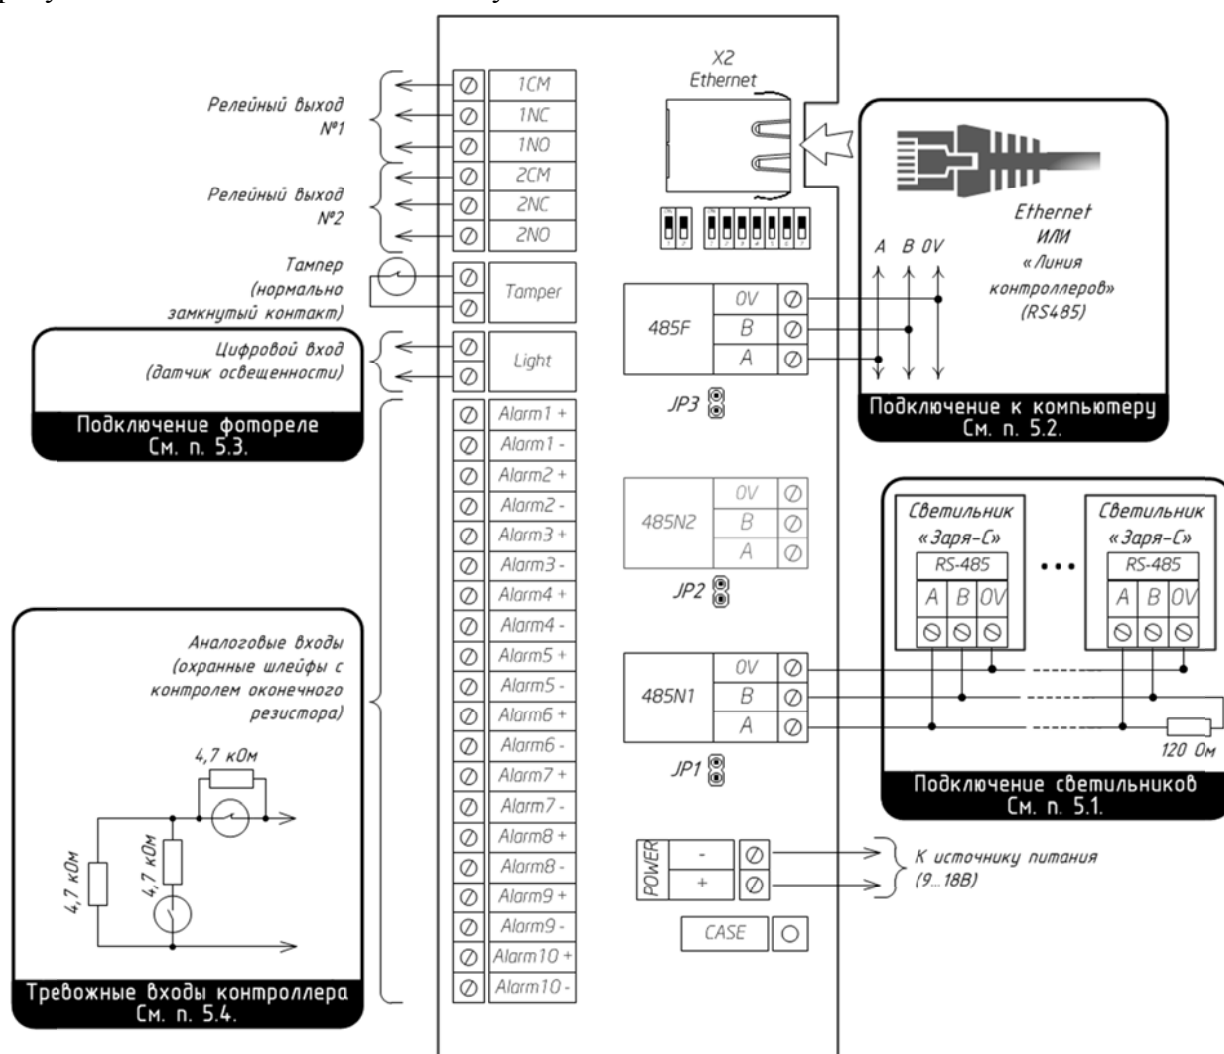 X2
Ethernet
Релейный выход
№1
1CM
1NC
1NO
Релейный выход
№2
2CM
2NC
2NO
Тампер
(нормально
замкнутый контакт)
Tamper
Цифровой вход
(датчик освещенности)
Light
Подключение фотореле
См. п. 5.3.
Alarm1 +
Alarm1 -
Alarm2 +
Alarm2 -
Alarm3 +
Alarm3 -
Alarm4 +
Alarm4 -
Alarm5 +
Alarm5 -
Alarm6 +
Alarm6 -
Alarm7 +
Alarm7 -
Alarm8 +
Alarm8 -
Alarm9 +
Alarm9 -
Alarm10 +
Alarm10 -
Аналоговые входы
(охранные шлейфы с
контролем оконечного
резистора)
4,7 кОм
4,7 кОм
4,7 кОм
Тревожные входы контроллера
См. п. 5.4.
485F
0V
B
A
JP3
485N2
0V
B
A
JP2
485N1
0V
B
A
JP1
POWER
-
+
CASE
Ethernet
ИЛИ
«Линия
контроллеров»
(RS485)
A B 0V
Подключение к компьютеру
См. п. 5.2.
Светильник
«Заря-С»
RS-485
A B 0V
...
Светильник
«Заря-С»
RS-485
A B 0V
120 Ом
Подключение светильников
См. п. 5.1.
К источнику питания
(9...18В)